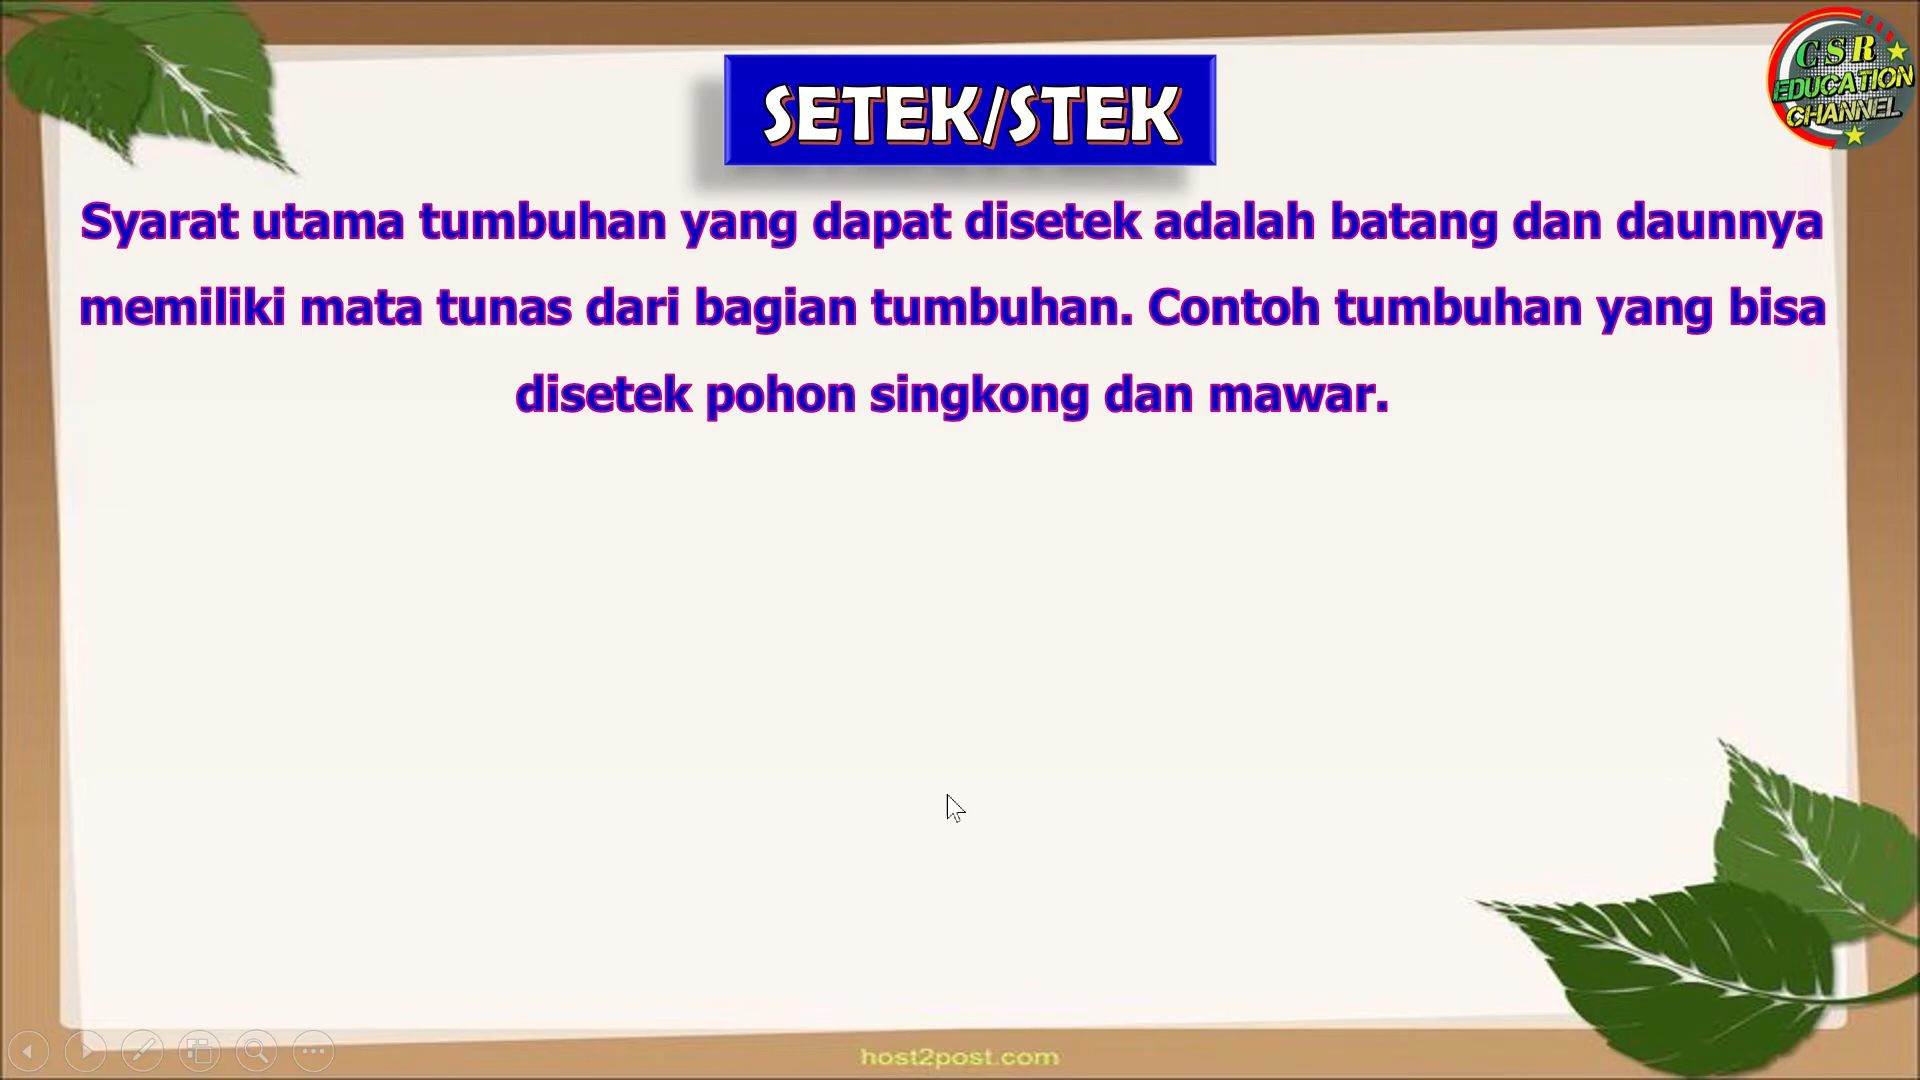 SETEK/STEK
CSR
EDUCATION
CHANNEL
Syarat utama tumbuhan yang dapat disetek adalah batang dan daunnya
memiliki mata tunas dari bagian tumbuhan. Contoh tumbuhan yang bisa
disetek pohon singkong dan mawar.
host2post.com